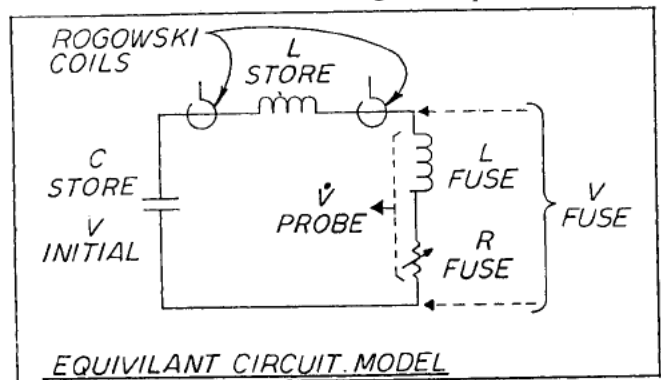 ROGOWSKI
COILS
L
STORE
C
STORE
V
INITIAL
V̇
PROBE
L
FUSE
R
FUSE
V
FUSE
EQUIVILANT CIRCUIT.MODEL